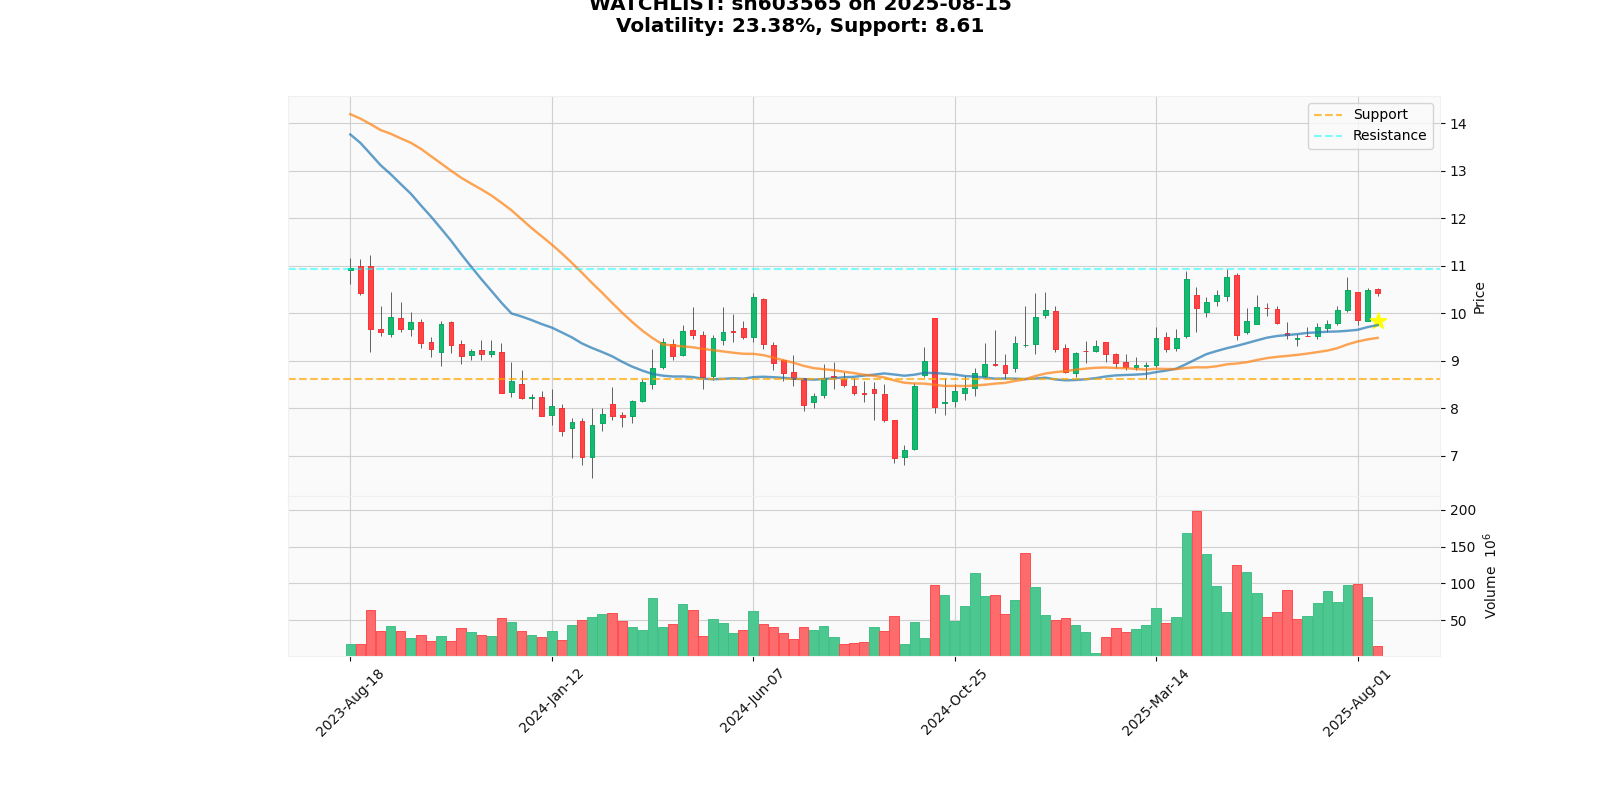 WATCHLIST: sh603565 on 2025-08-15
Volatility: 23.38%, Support: 8.61
Support
Resistance
14
13
12
11
10
9
8
7
Price
200
150
100
50
Volume 10⁶
2023-Aug-18
2024-Jan-12
2024-Jun-07
2024-Oct-25
2025-Mar-14
2025-Aug-01